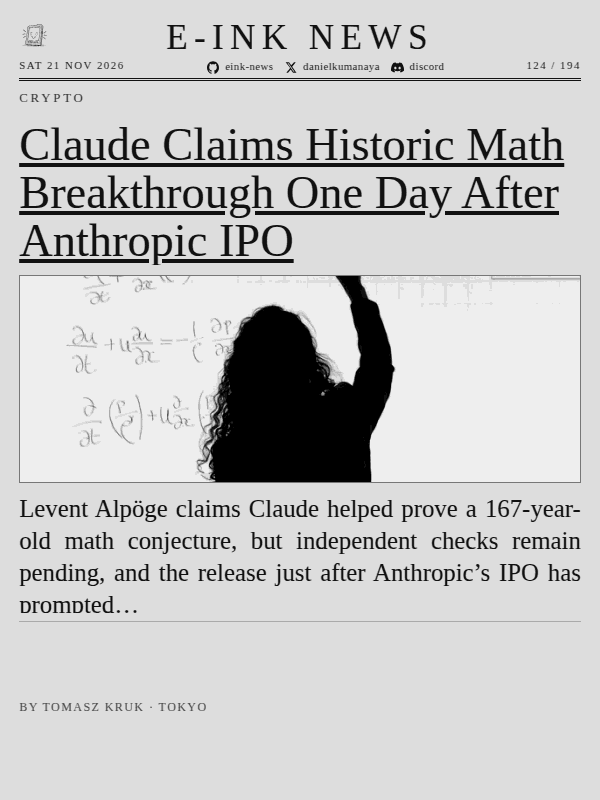 E-INK NEWS
SAT 21 NOV 2026
eink-news
danielkumanaya
discord
124 / 194
CRYPTO
Claude Claims Historic Math
Breakthrough One Day After
Anthropic IPO
Levent Alpöge claims Claude helped prove a 167-year-
old math conjecture, but independent checks remain
pending, and the release just after Anthropic’s IPO has
prompted…
BY TOMASZ KRUK · TOKYO